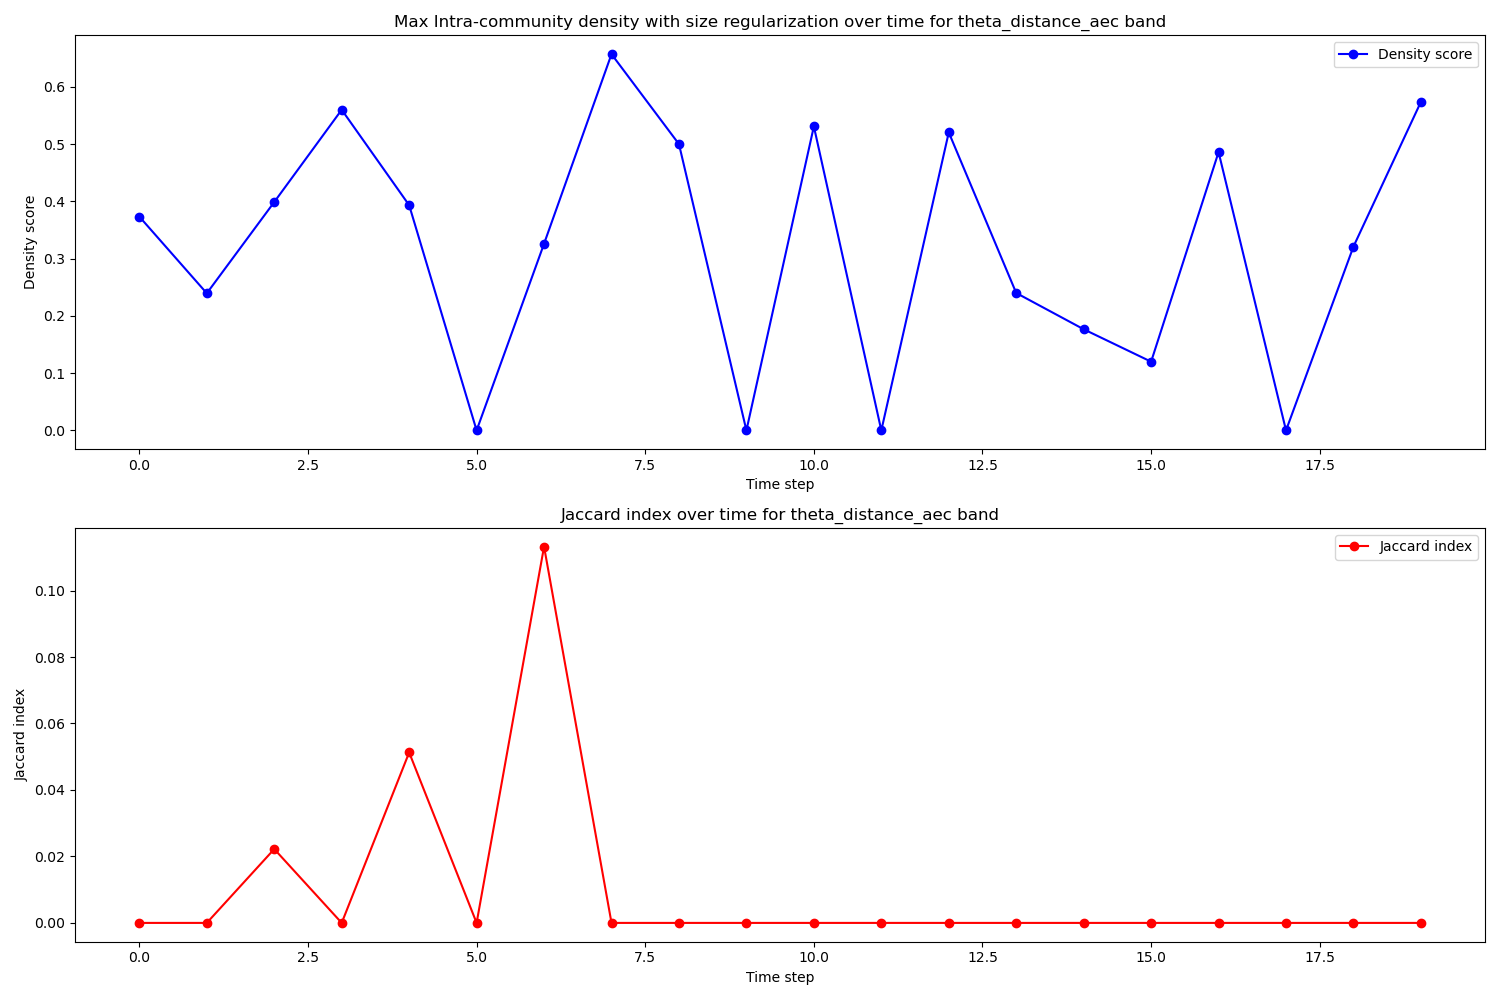 Max Intra-community density with size regularization over time for theta_distance_aec band
Density score
0.6
0.5
0.4
0.3
0.2
0.1
0.0
Density score
0.0 2.5 5.0 7.5 10.0 12.5 15.0 17.5
Time step
Jaccard index over time for theta_distance_aec band
Jaccard index
0.10
0.08
0.06
0.04
0.02
0.00
Jaccard index
0.0 2.5 5.0 7.5 10.0 12.5 15.0 17.5
Time step